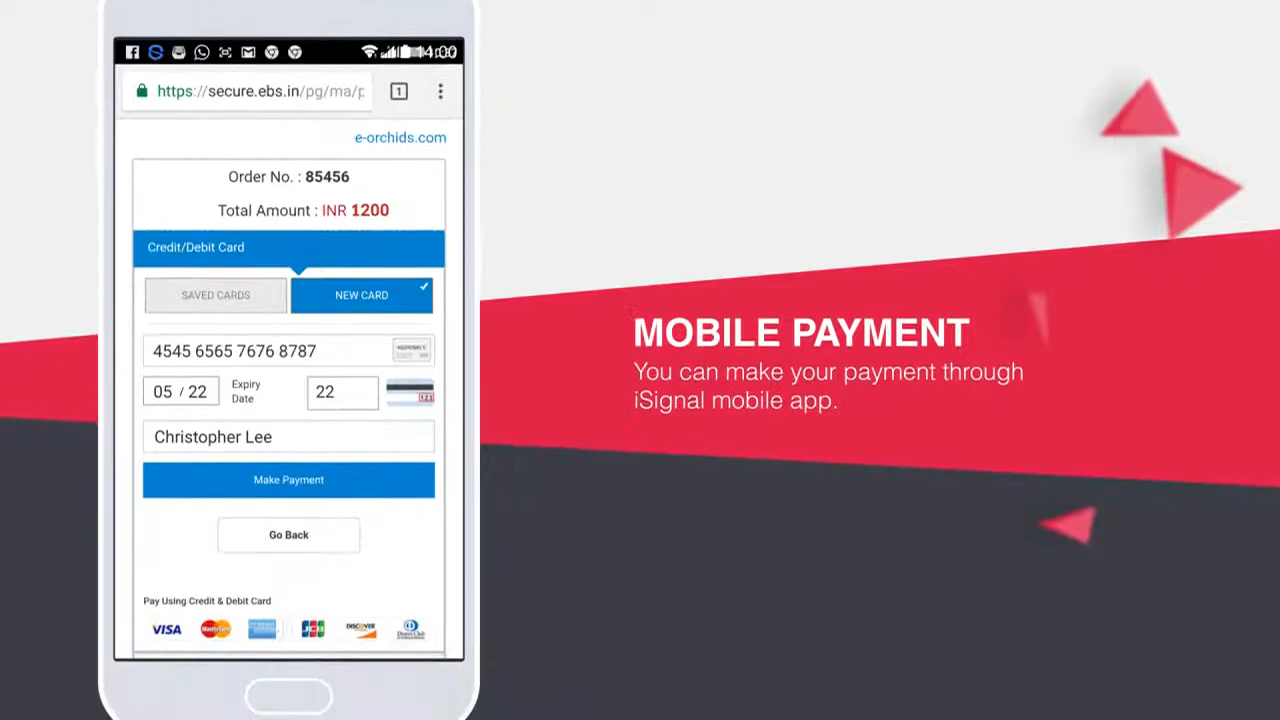 14:00
1
https://secure.ebs.in/pg/ma/p
e-orchids.com
Order No. : 85456
Total Amount : INR 1200
Credit/Debit Card
SAVED CARDS
NEW CARD
4545 6565 7676 8787
05 / 22
Expiry
Date
22
123
Christopher Lee
Make Payment
Go Back
Pay Using Credit & Debit Card
VISA
MasterCard
JCB
DISCOVER
MOBILE PAYMENT
You can make your payment through
iSignal mobile app.